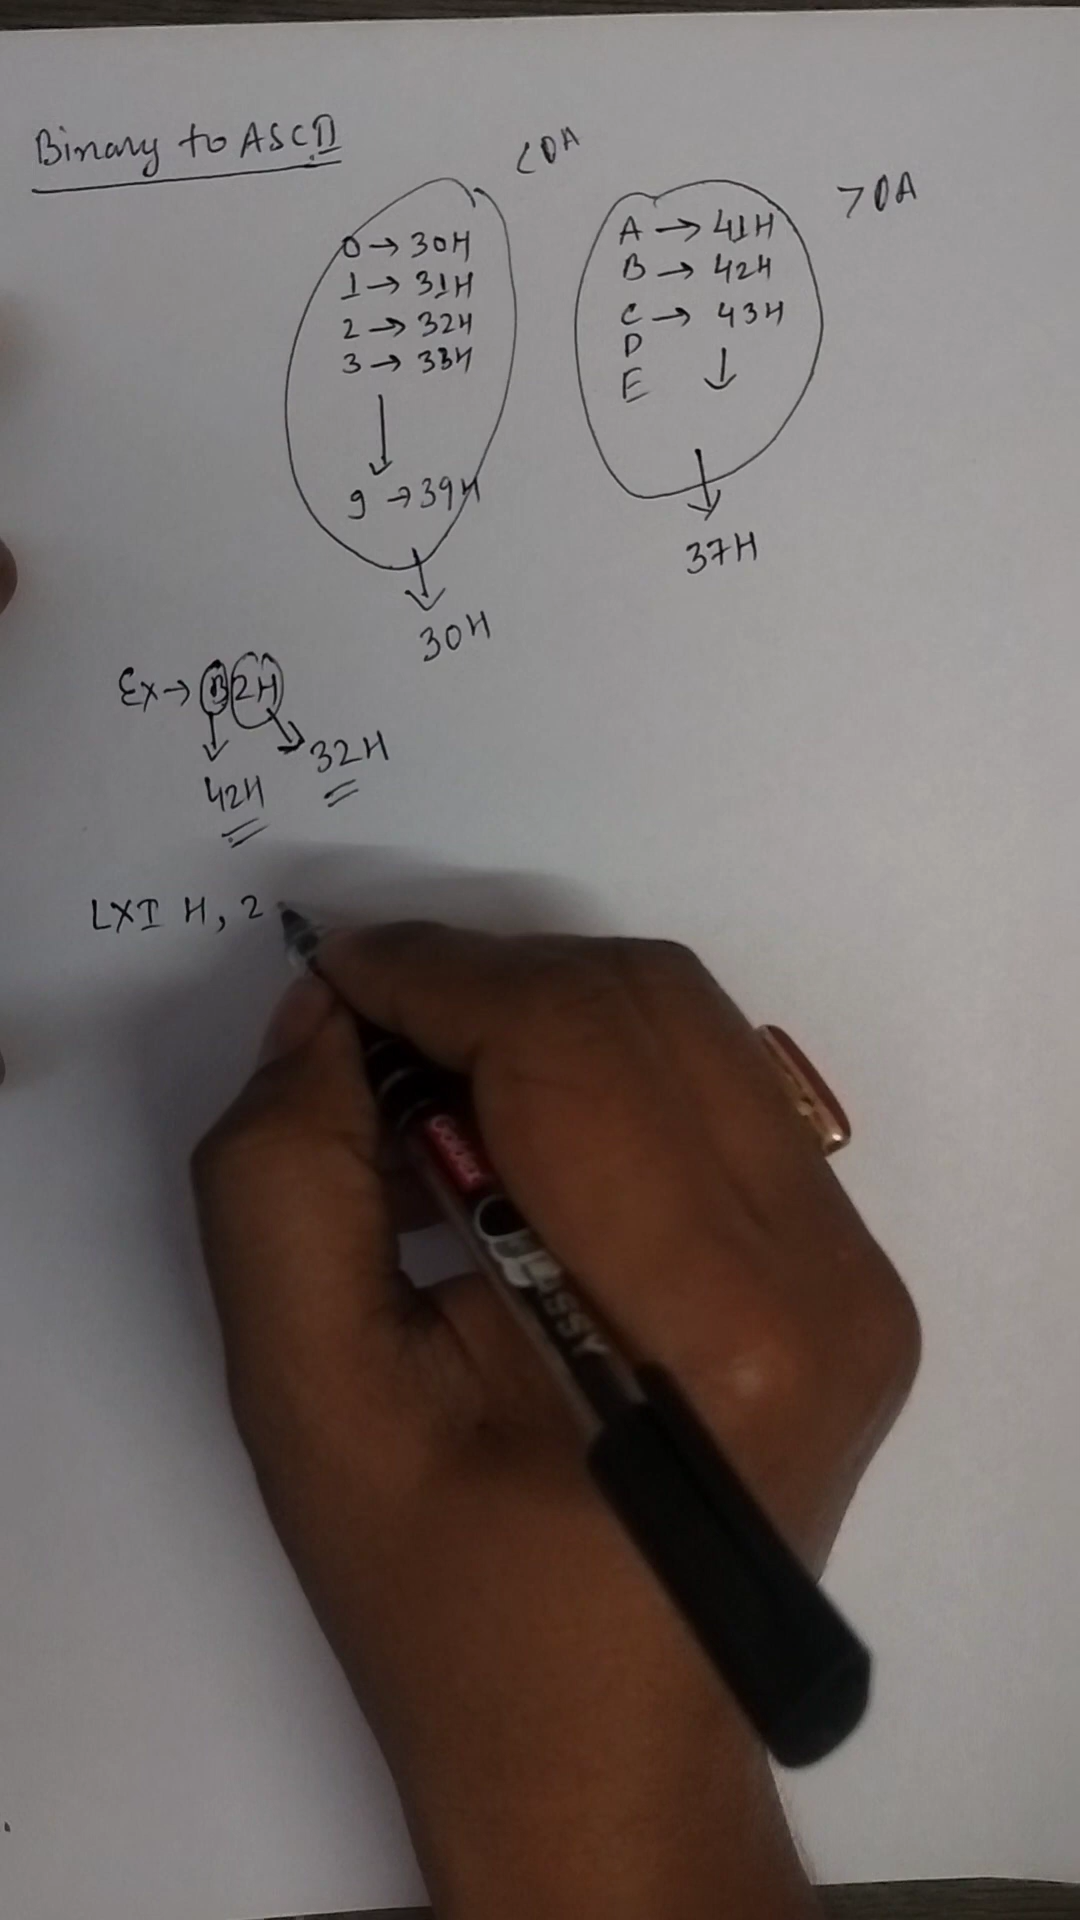 Binary to ASCII
<0A
0 → 30H
1 → 31H
2 → 32H
3 → 33H
9 → 39H
30H
>0A
A → 41H
B → 42H
C → 43H
D
E
37H
Ex → B2H
42H
32H
LXI H, 2
CLASSY